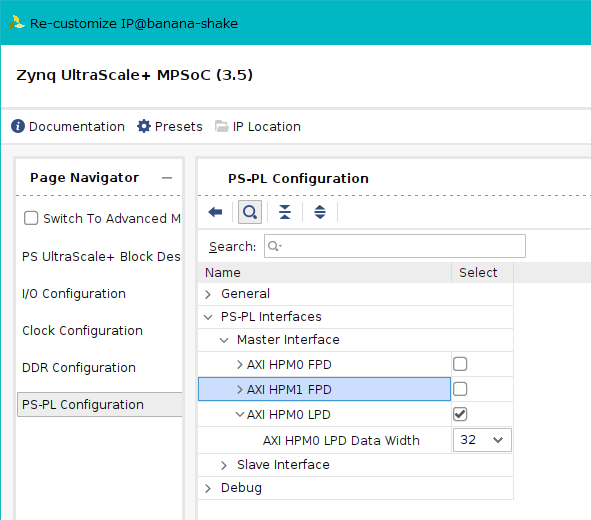 Re-customize IP@banana-shake
Zynq UltraScale+ MPSoC (3.5)
Documentation Presets IP Location
Page Navigator
Switch To Advanced M
PS UltraScale+ Block Des
I/O Configuration
Clock Configuration
DDR Configuration
PS-PL Configuration
PS-PL Configuration
Search:
Name Select
General
PS-PL Interfaces
Master Interface
AXI HPM0 FPD
AXI HPM1 FPD
AXI HPM0 LPD
AXI HPM0 LPD Data Width 32
Slave Interface
Debug